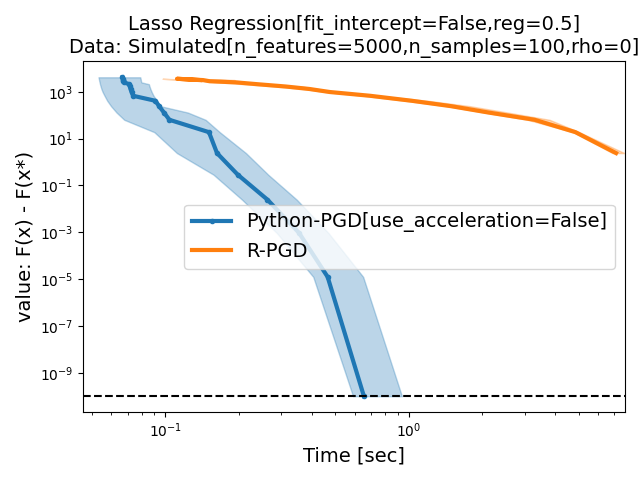 Lasso Regression[fit_intercept=False,reg=0.5]
Data: Simulated[n_features=5000,n_samples=100,rho=0]
value: F(x) - F(x*)
10³
10¹
10⁻¹
10⁻³
10⁻⁵
10⁻⁷
10⁻⁹
Python-PGD[use_acceleration=False]
R-PGD
10⁻¹
10⁰
Time [sec]